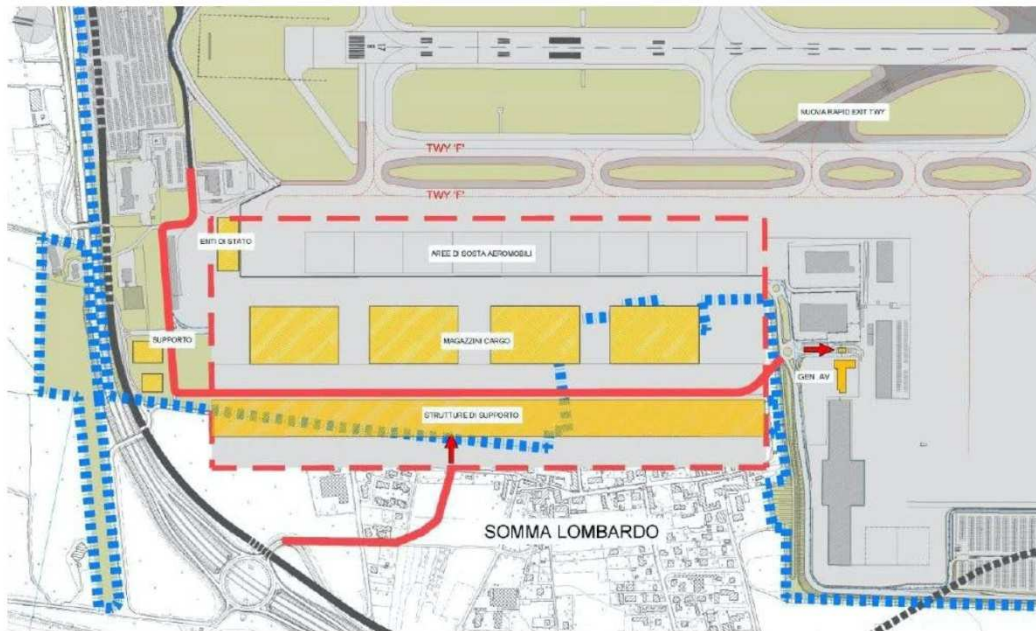 NUOVA RAPID EXIT TWY
TWY 'F'
TWY 'F'
ENTI DI STATO
AREE DI SOSTA AEROMOBILI
SUPPORTO
MAGAZZINI CARGO
GEN. AV
STRUTTURE DI SUPPORTO
SOMMA LOMBARDO